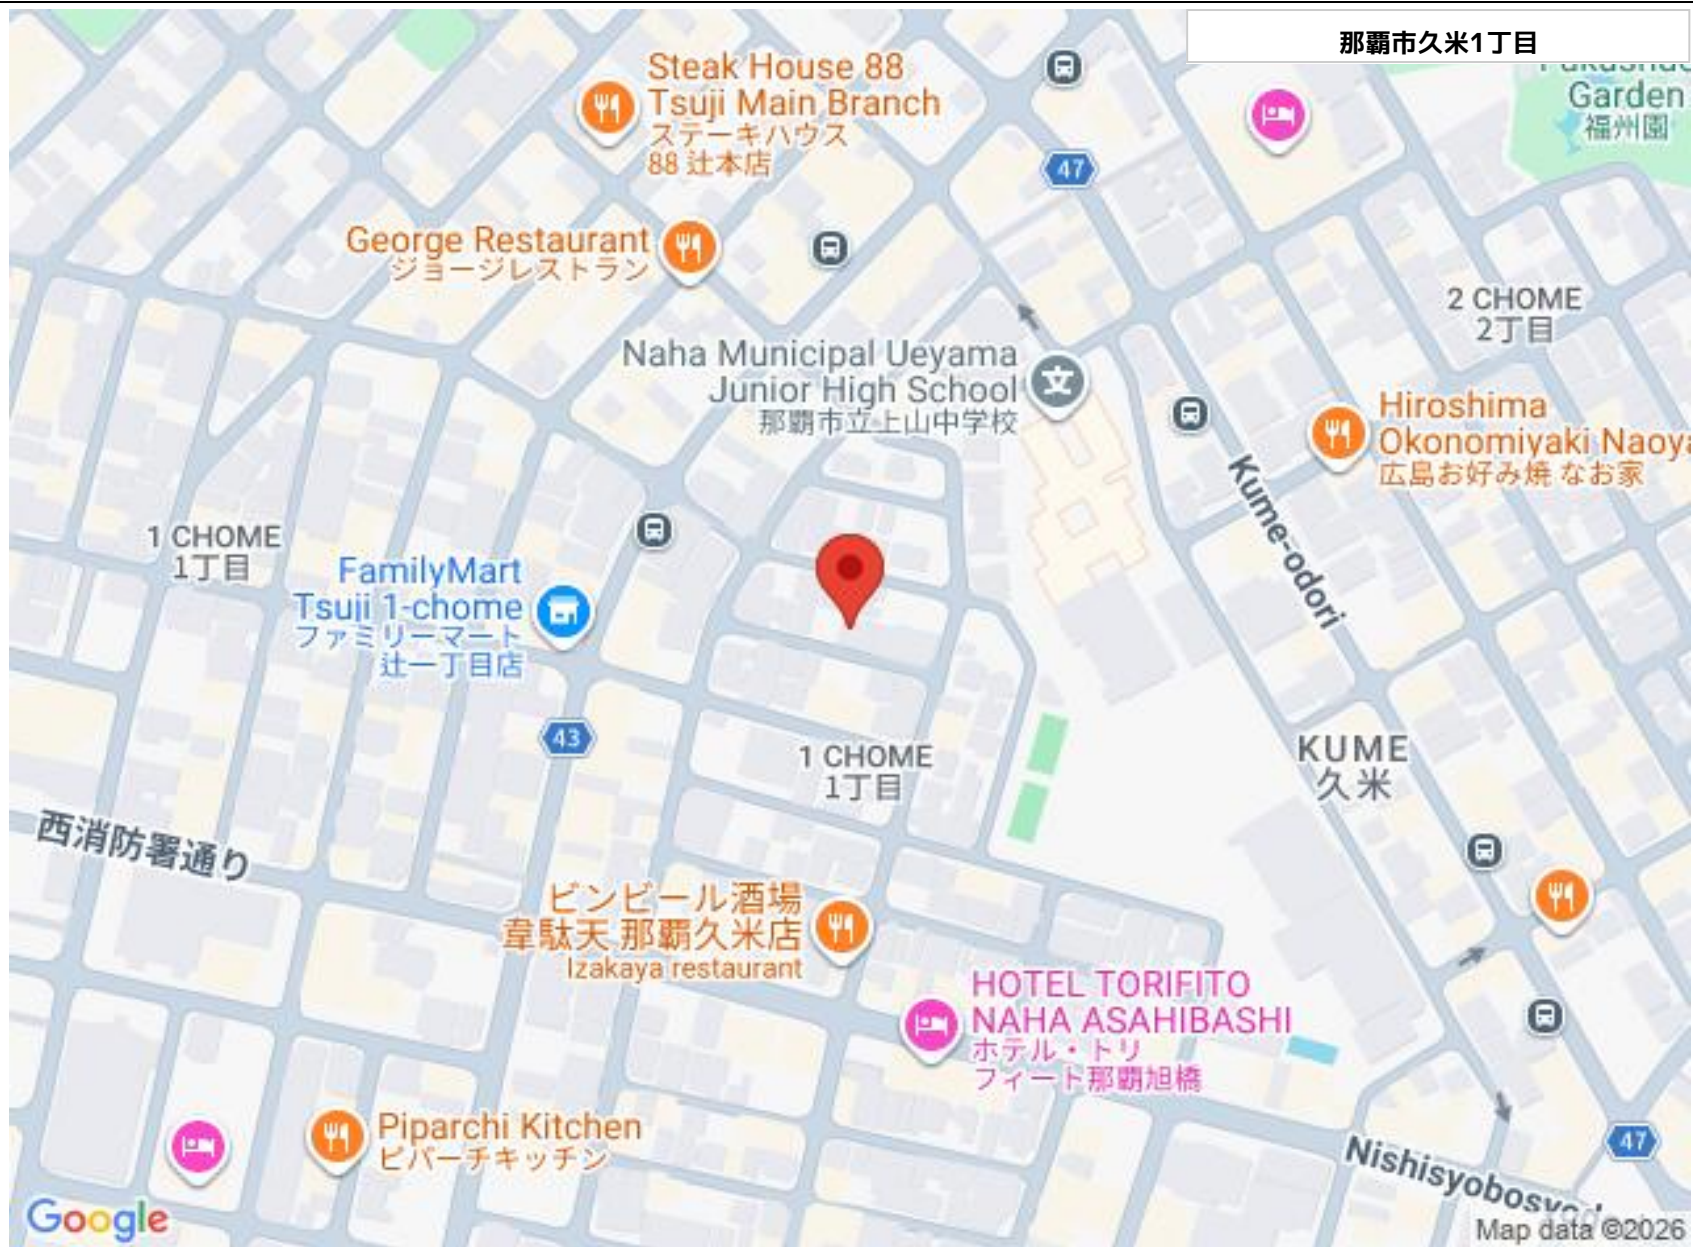 那覇市久米1丁目
Steak House 88
Tsuji Main Branch
ステーキハウス
88 辻本店
47
Garden
福州園
George Restaurant
ジョージレストラン
2 CHOME
2丁目
Naha Municipal Ueyama
Junior High School
那覇市立上山中学校
Hiroshima
Okonomiyaki Naoya
広島お好み焼 なお家
Kume-odori
1 CHOME
1丁目
FamilyMart
Tsuji 1-chome
ファミリーマート
辻一丁目店
43
1 CHOME
1丁目
KUME
久米
西消防署通り
ビンビール酒場
韋駄天 那覇久米店
Izakaya restaurant
HOTEL TORIFITO
NAHA ASAHIBASHI
ホテル・トリ
フィート那覇旭橋
Piparchi Kitchen
ピパーチキッチン
47
Google
Map data ©2026